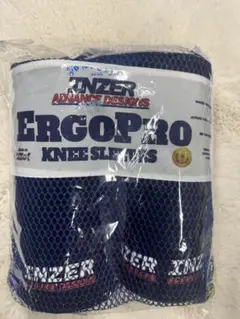 INZER
ADVANCE DESIGNS
ERGOPRO
KNEE SLEEVES
INZER
INZER